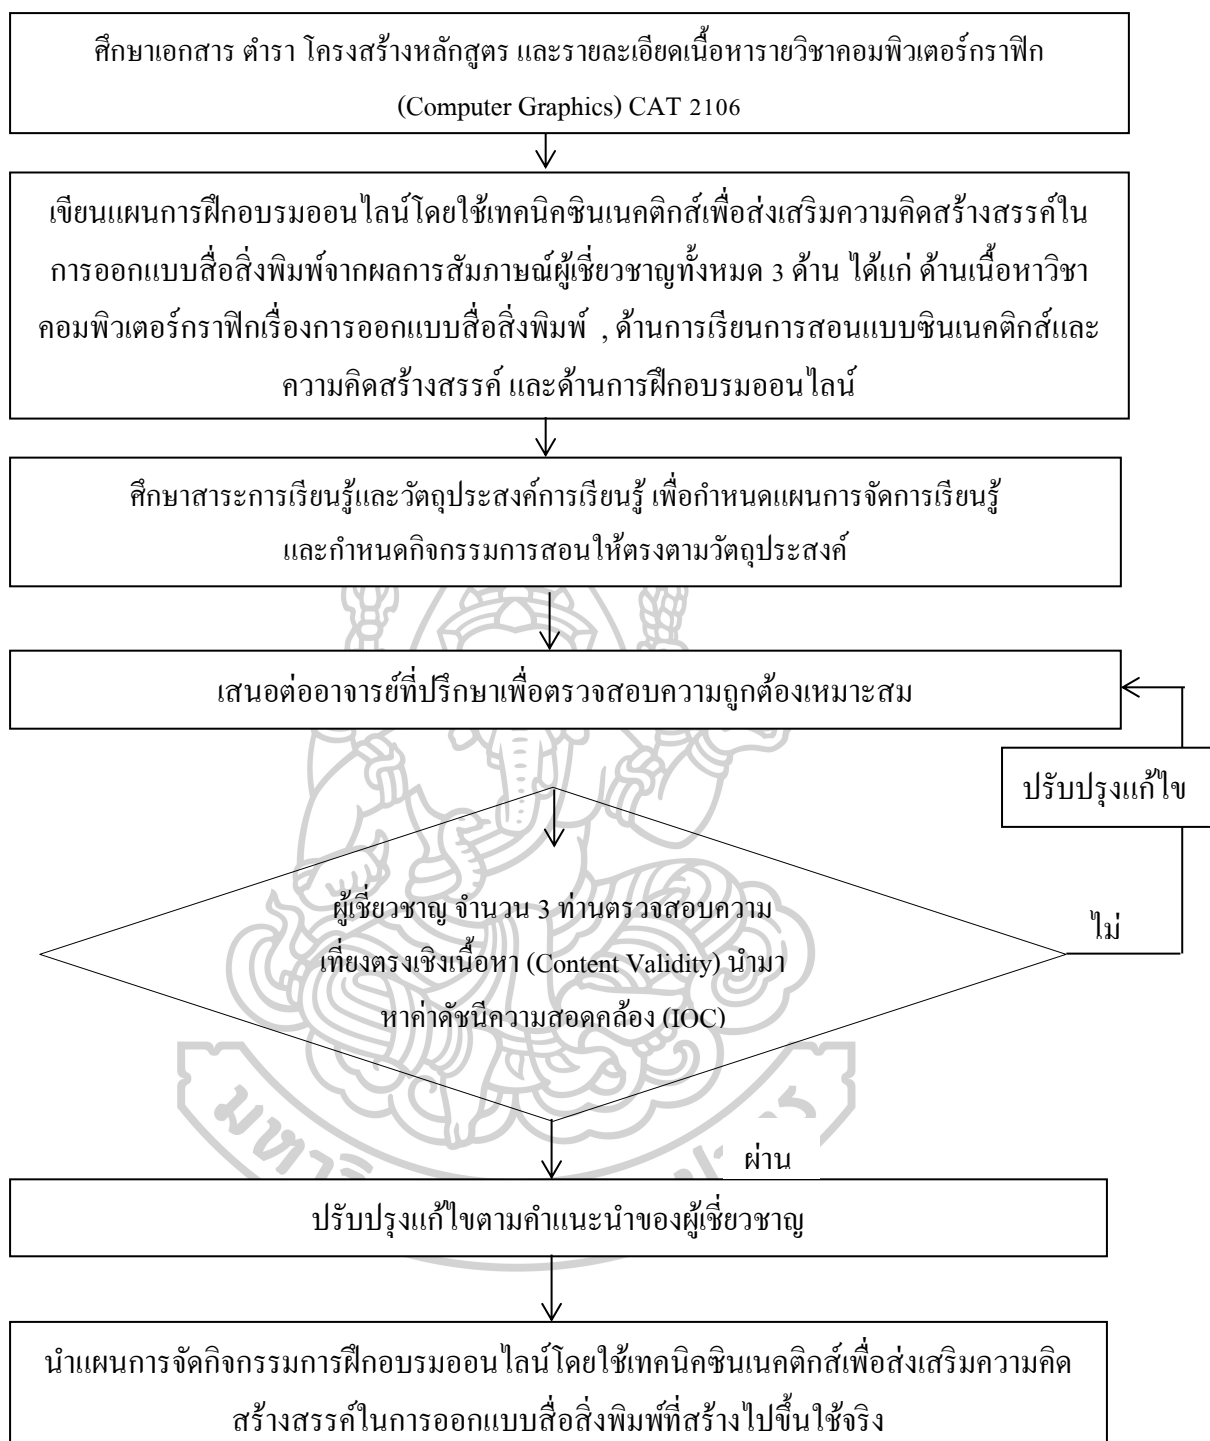 ศึกษาเอกสาร ตำรา โครงสร้างหลักสูตร และรายละเอียดเนื้อหารายวิชาคอมพิวเตอร์กราฟิก
(Computer Graphics) CAT 2106
เขียนแผนการฝึกอบรมออนไลน์โดยใช้เทคนิคซินเนคติกส์เพื่อส่งเสริมความคิดสร้างสรรค์ใน
การออกแบบสื่อสิ่งพิมพ์จากผลการสัมภาษณ์ผู้เชี่ยวชาญทั้งหมด 3 ด้าน ได้แก่ ด้านเนื้อหาวิชา
คอมพิวเตอร์กราฟิกเรื่องการออกแบบสื่อสิ่งพิมพ์ , ด้านการเรียนการสอนแบบซินเนคติกส์และ
ความคิดสร้างสรรค์ และด้านการฝึกอบรมออนไลน์
ศึกษาสาระการเรียนรู้และวัตถุประสงค์การเรียนรู้ เพื่อกำหนดแผนการจัดการเรียนรู้
และกำหนดกิจกรรมการสอนให้ตรงตามวัตถุประสงค์
เสนอต่ออาจารย์ที่ปรึกษาเพื่อตรวจสอบความถูกต้องเหมาะสม
ปรับปรุงแก้ไข
ผู้เชี่ยวชาญ จำนวน 3 ท่านตรวจสอบความ
เที่ยงตรงเชิงเนื้อหา (Content Validity) นำมา
หาค่าดัชนีความสอดคล้อง (IOC)
ไม่
ผ่าน
ปรับปรุงแก้ไขตามคำแนะนำของผู้เชี่ยวชาญ
นำแผนการจัดกิจกรรมการฝึกอบรมออนไลน์โดยใช้เทคนิคซินเนคติกส์เพื่อส่งเสริมความคิด
สร้างสรรค์ในการออกแบบสื่อสิ่งพิมพ์ที่สร้างไปขึ้นใช้จริง